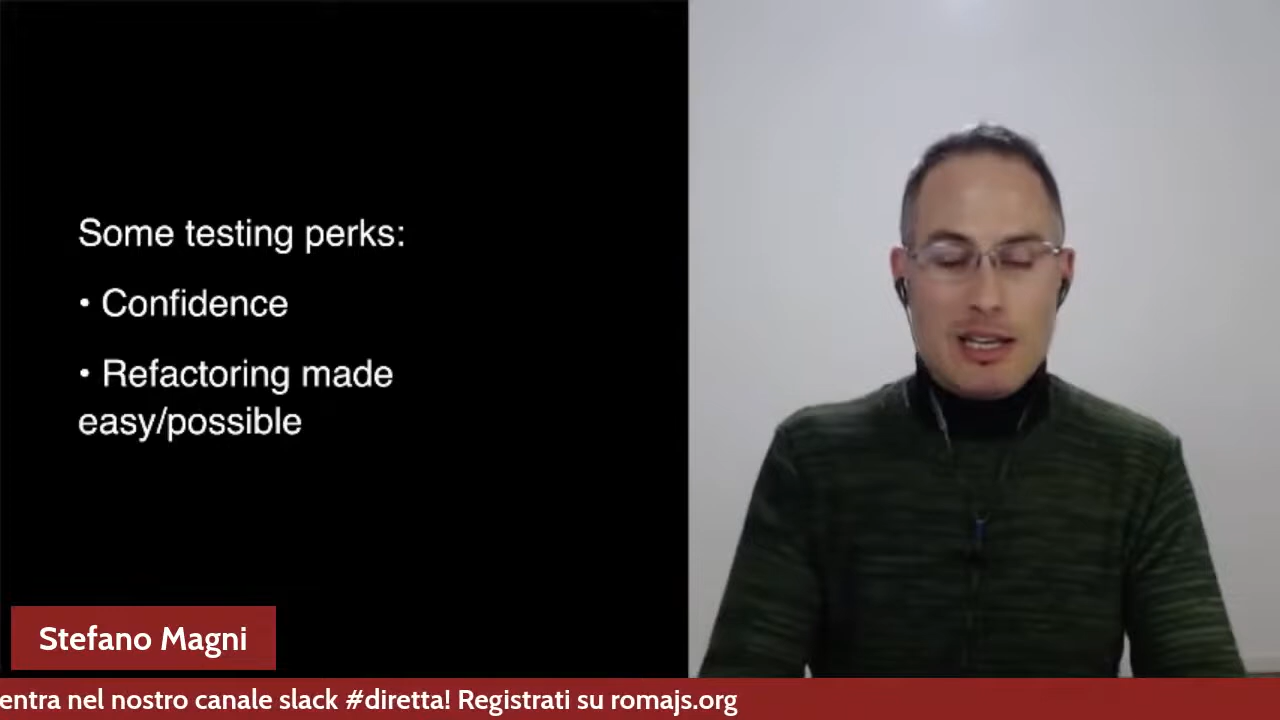 Some testing perks:
• Confidence
• Refactoring made
easy/possible
Stefano Magni
entra nel nostro canale slack #diretta! Registrati su romajs.org